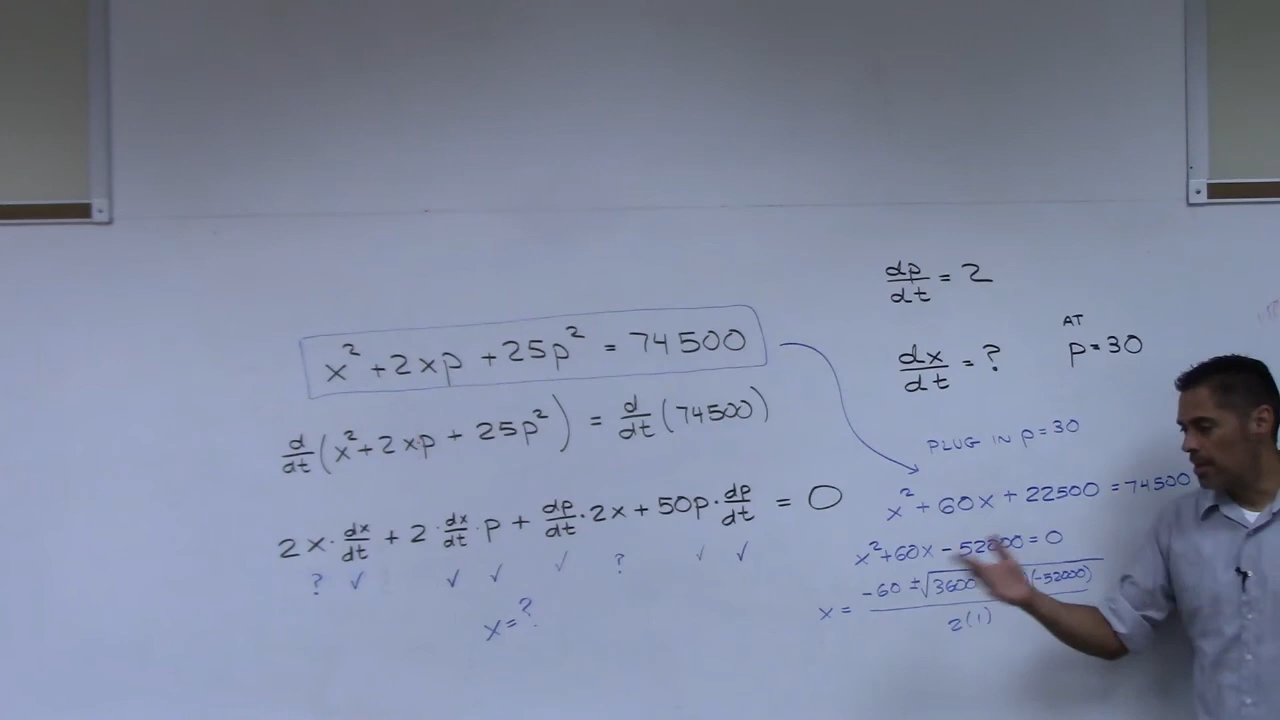 x² + 2xp + 25p² = 74500
d/dt (x² + 2xp + 25p²) = d/dt (74500)
2x · dx/dt + 2 · dx/dt · p + dp/dt · 2x + 50p · dp/dt = 0
? ✓ ✓ ✓ ✓ ? ✓ ✓
x = ?
dp/dt = 2
dx/dt = ?
AT
p = 30
PLUG IN p = 30
x² + 60x + 22500 = 74500
x² + 60x - 52000 = 0
x = -60 ± √3600 (-52000)
2(1)